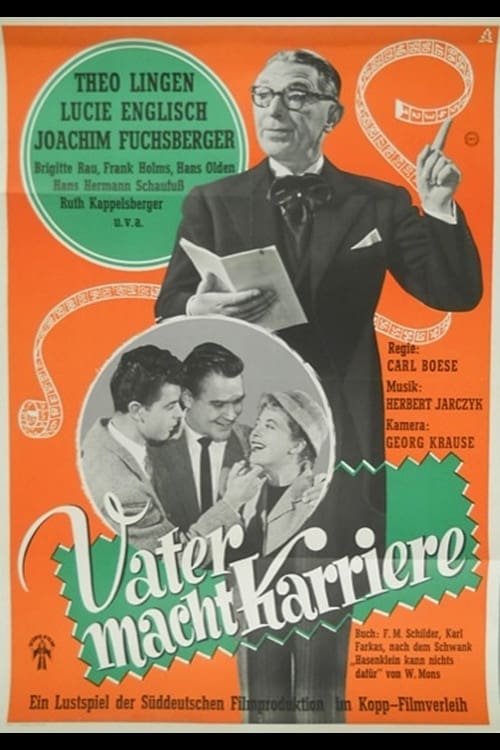 THEO LINGEN
LUCIE ENGLISCH
JOACHIM FUCHSBERGER
Brigitte Rau, Frank Holms, Hans Olden
Hans Hermann Schaufuß
Ruth Kappelsberger
u.v.a.
Regie:
CARL BOESE
Musik:
HERBERT JARCZYK
Kamera:
GEORG KRAUSE
Vater
macht Karriere
Buch: F. M. Schilder, Karl
Farkas, nach dem Schwank
„Hasenklein kann nichts
dafür" von W. Mons
Ein Lustspiel der Süddeutschen Filmproduktion im Kopp-Filmverleih